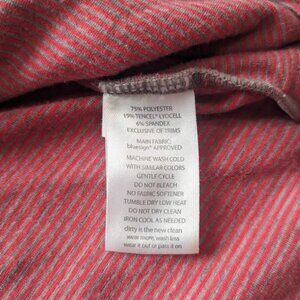 75% POLYESTER
19% TENCEL® LYOCELL
6% SPANDEX
EXCLUSIVE OF TRIMS
MAIN FABRIC:
bluesign® APPROVED
MACHINE WASH COLD
WITH SIMILAR COLORS
GENTLE CYCLE
DO NOT BLEACH
NO FABRIC SOFTENER
TUMBLE DRY LOW HEAT
DO NOT DRY CLEAN
IRON COOL AS NEEDED
dirty is the new clean
wear more, wash less
wear it out or pass it on